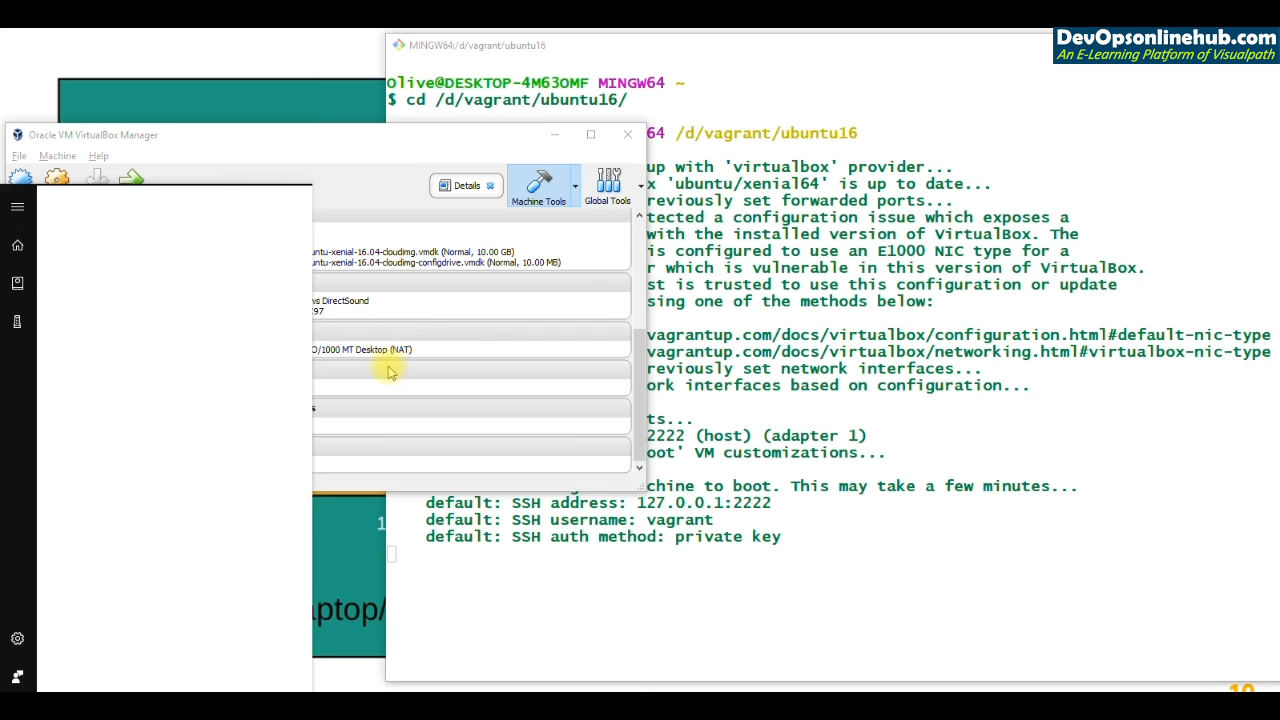 DevOpsonlinehub.com
An E-Learning Platform of Visualpath
MINGW64:/d/vagrant/ubuntu16
Olive@DESKTOP-4M63OMF MINGW64 ~
$ cd /d/vagrant/ubuntu16/
64 /d/vagrant/ubuntu16
up with 'virtualbox' provider...
x 'ubuntu/xenial64' is up to date...
reviously set forwarded ports...
tected a configuration issue which exposes a
with the installed version of VirtualBox. The
is configured to use an E1000 NIC type for a
r which is vulnerable in this version of VirtualBox.
st is trusted to use this configuration or update
sing one of the methods below:
vagrantup.com/docs/virtualbox/configuration.html#default-nic-type
vagrantup.com/docs/virtualbox/networking.html#virtualbox-nic-type
reviously set network interfaces...
ork interfaces based on configuration...
ts...
2222 (host) (adapter 1)
oot' VM customizations...
chine to boot. This may take a few minutes...
default: SSH address: 127.0.0.1:2222
default: SSH username: vagrant
default: SSH auth method: private key
Oracle VM VirtualBox Manager
File Machine Help
Details
Machine Tools
Global Tools
untu-xenial-16.04-cloudimg.vmdk (Normal, 10.00 GB)
untu-xenial-16.04-cloudimg-configdrive.vmdk (Normal, 10.00 MB)
ws DirectSound
C97
O/1000 MT Desktop (NAT)
s
1
aptop/
10